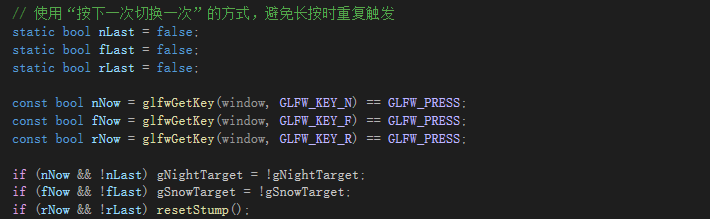 // 使用“按下一次切换一次”的方式，避免长按时重复触发
static bool nLast = false;
static bool fLast = false;
static bool rLast = false;
const bool nNow = glfwGetKey(window, GLFW_KEY_N) == GLFW_PRESS;
const bool fNow = glfwGetKey(window, GLFW_KEY_F) == GLFW_PRESS;
const bool rNow = glfwGetKey(window, GLFW_KEY_R) == GLFW_PRESS;
if (nNow && !nLast) gNightTarget = !gNightTarget;
if (fNow && !fLast) gSnowTarget = !gSnowTarget;
if (rNow && !rLast) resetStump();